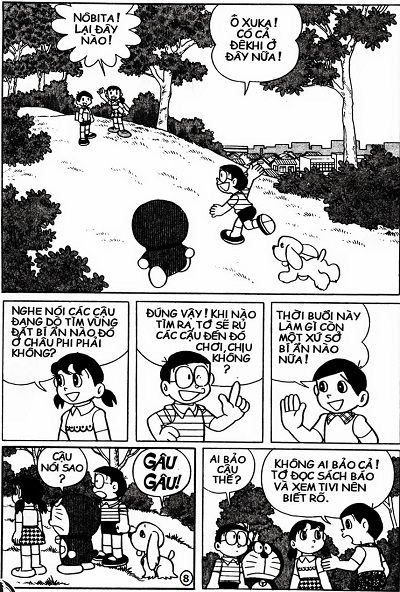 NÔBITA!
LẠI ĐÂY
NÀO!
Ô XUKA!
CÓ CẢ
ĐÊKHI Ở
ĐÂY NỮA!
NGHE NÓI CÁC CẬU
ĐANG DÒ TÌM VÙNG
ĐẤT BÍ ẨN NÀO ĐÓ
Ở CHÂU PHI PHẢI
KHÔNG?
ĐÚNG VẬY! KHI NÀO
TÌM RA, TỚ SẼ RỦ
CÁC CẬU ĐẾN ĐÓ
CHƠI, CHỊU
KHÔNG
?
THỜI BUỔI NÀY
LÀM GÌ CÒN
MỘT XỨ SỞ
BÍ ẨN NÀO
NỮA!
CẬU
NÓI SAO
?
GÂU
GÂU!
8
AI BẢO
CẬU
THẾ?
KHÔNG AI BẢO CẢ!
TỚ ĐỌC SÁCH BÁO
VÀ XEM TIVI NÊN
BIẾT RÕ.